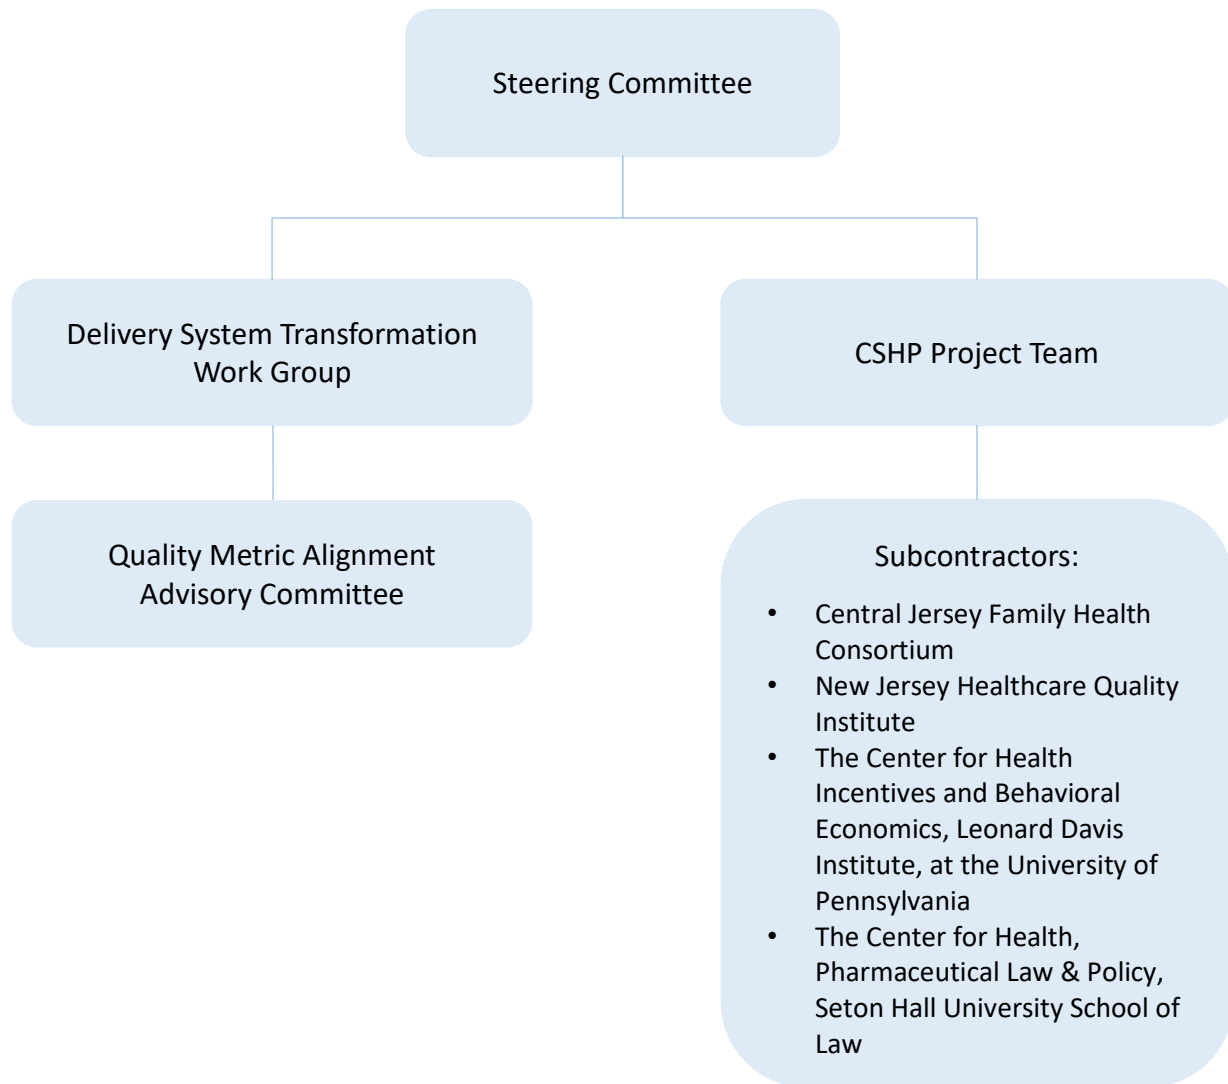 Steering Committee
Delivery System Transformation
Work Group
CSHP Project Team
Quality Metric Alignment
Advisory Committee
Subcontractors:
• Central Jersey Family Health
Consortium
• New Jersey Healthcare Quality
Institute
• The Center for Health
Incentives and Behavioral
Economics, Leonard Davis
Institute, at the University of
Pennsylvania
• The Center for Health,
Pharmaceutical Law & Policy,
Seton Hall University School of
Law